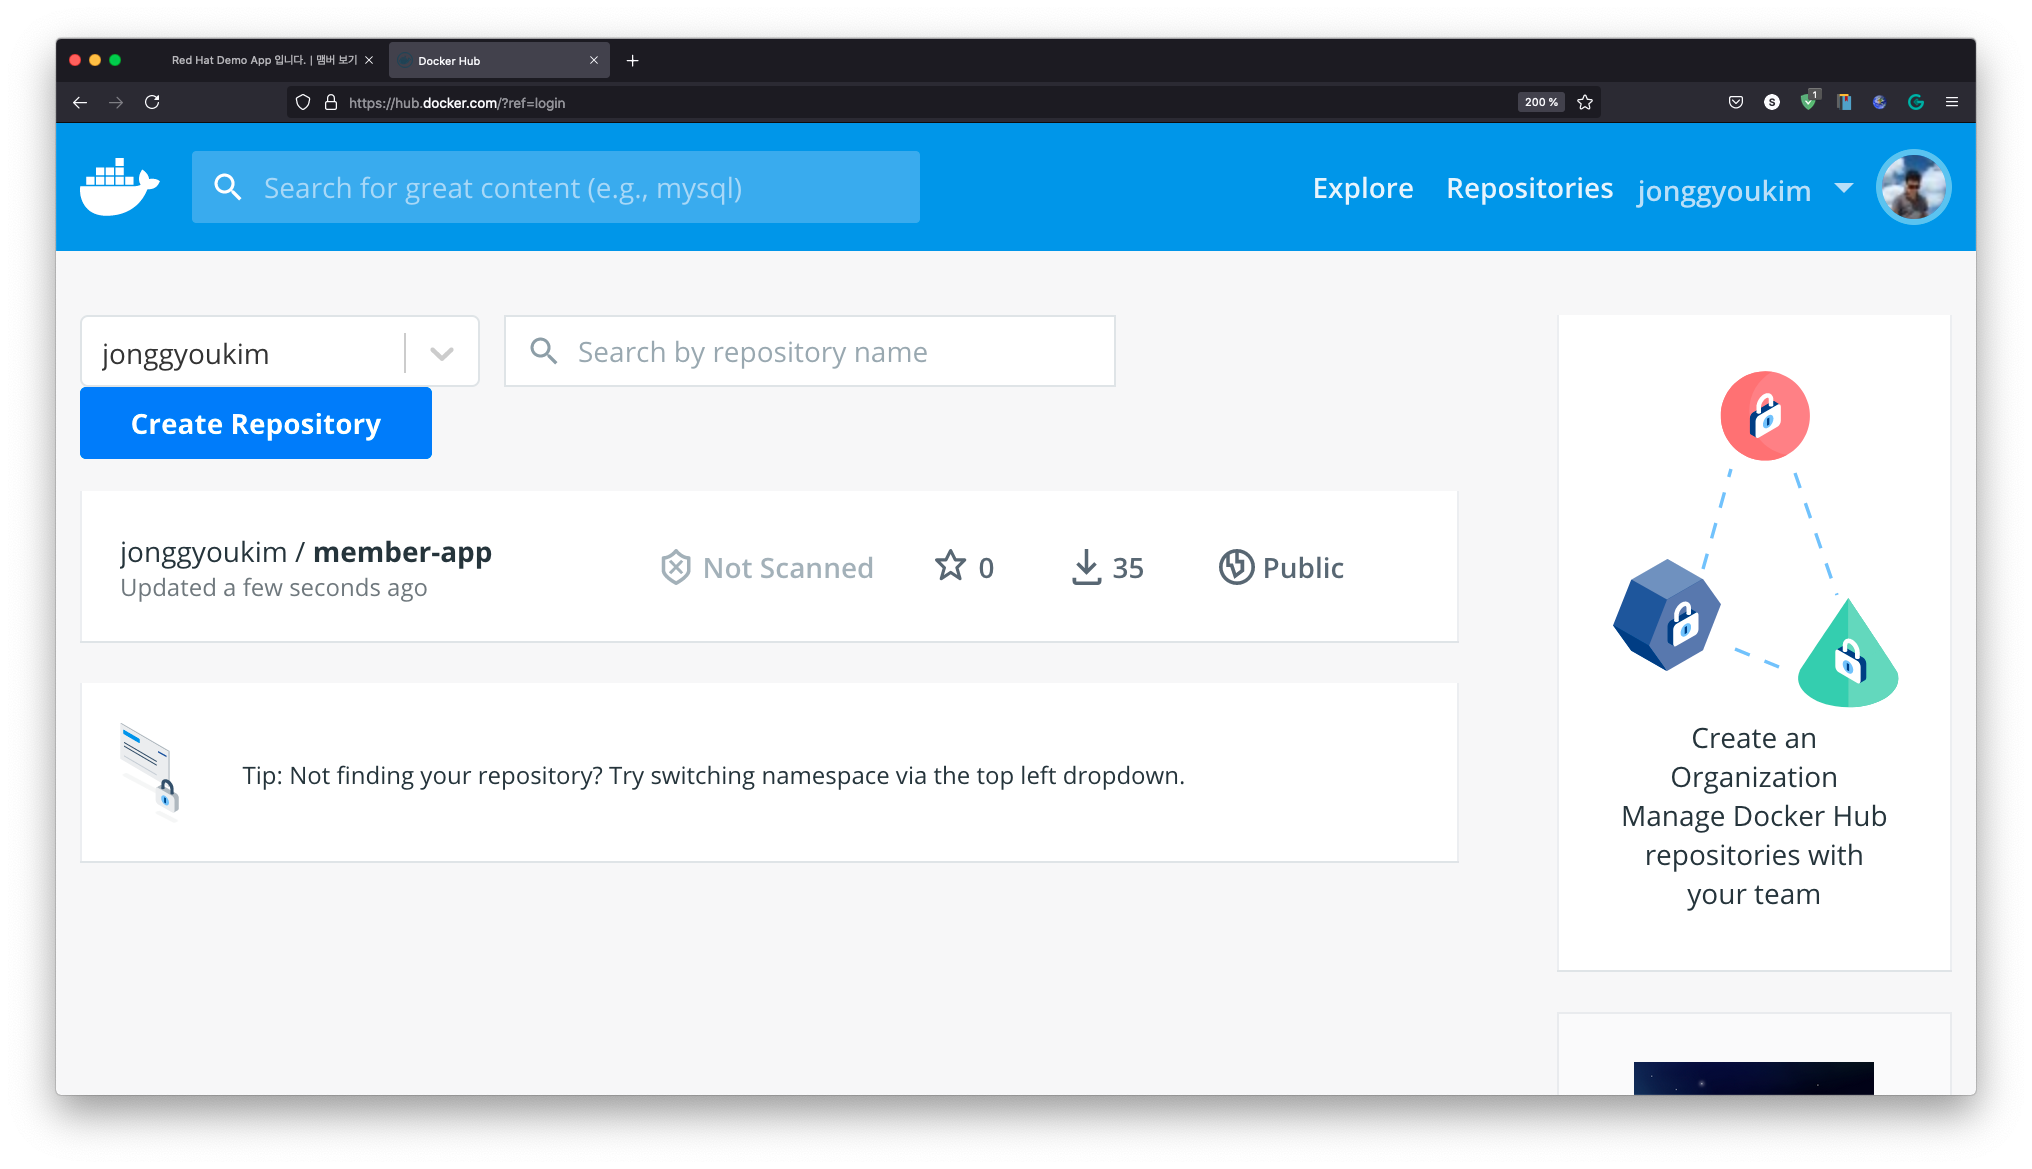 Red Hat Demo App 입니다. | 멤버 보기
Docker Hub
https://hub.docker.com/?ref=login
200 %
S
1
G
Search for great content (e.g., mysql)
Explore
Repositories
jonggyoukim
jonggyoukim
Search by repository name
Create Repository
jonggyoukim / member-app
Updated a few seconds ago
Not Scanned
0
35
Public
Tip: Not finding your repository? Try switching namespace via the top left dropdown.
Create an
Organization
Manage Docker Hub
repositories with
your team